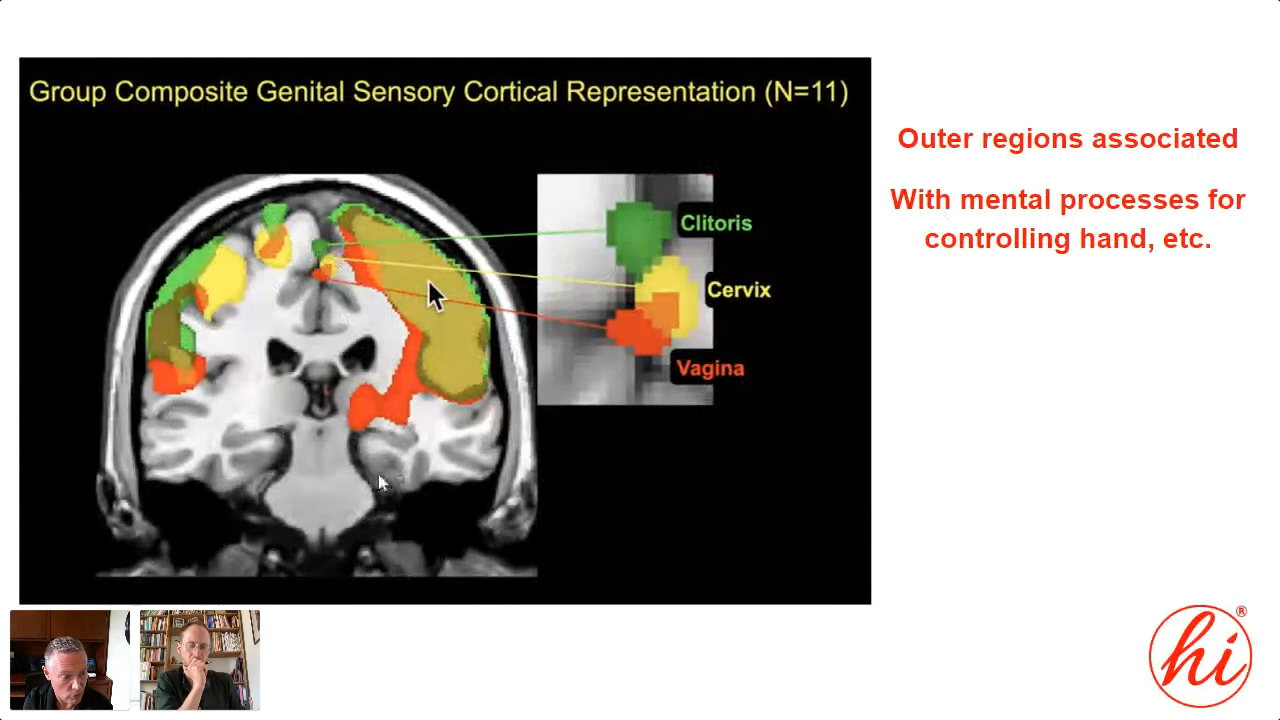 Group Composite Genital Sensory Cortical Representation (N=11)
Clitoris
Cervix
Vagina
Outer regions associated
With mental processes for
controlling hand, etc.
hi®